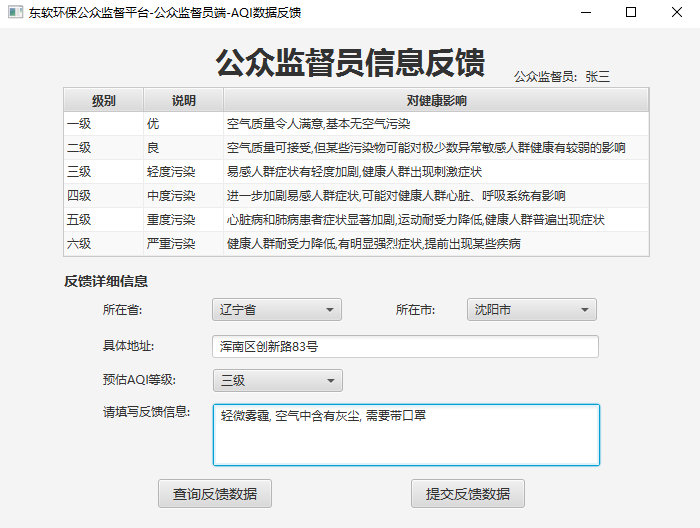 东软环保公众监督平台-公众监督员端-AQI数据反馈
公众监督员信息反馈 公众监督员: 张三
级别 说明 对健康影响
一级 优 空气质量令人满意,基本无空气污染
二级 良 空气质量可接受,但某些污染物可能对极少数异常敏感人群健康有较弱的影响
三级 轻度污染 易感人群症状有轻度加剧,健康人群出现刺激症状
四级 中度污染 进一步加剧易感人群症状,可能对健康人群心脏、呼吸系统有影响
五级 重度污染 心脏病和肺病患者症状显著加剧,运动耐受力降低,健康人群普遍出现症状
六级 严重污染 健康人群耐受力降低,有明显强烈症状,提前出现某些疾病
反馈详细信息
所在省: 辽宁省 所在市: 沈阳市
具体地址: 浑南区创新路83号
预估AQI等级: 三级
请填写反馈信息: 轻微雾霾, 空气中含有灰尘, 需要带口罩
查询反馈数据 提交反馈数据